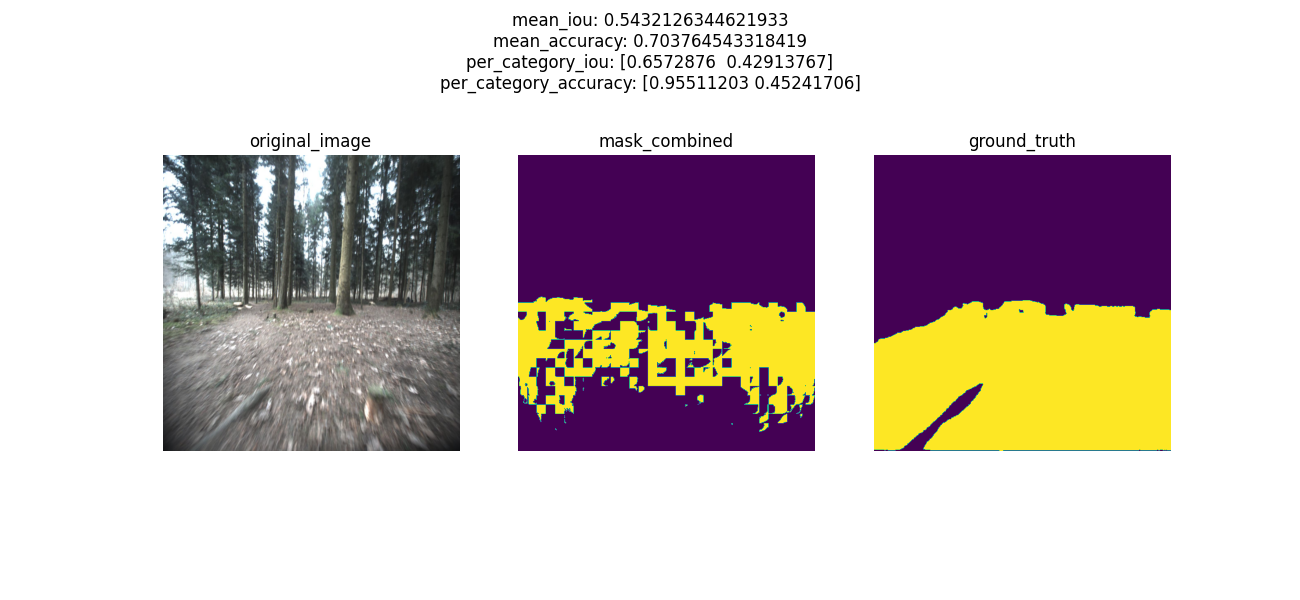 mean_iou: 0.5432126344621933
mean_accuracy: 0.703764543318419
per_category_iou: [0.6572876  0.42913767]
per_category_accuracy: [0.95511203 0.45241706]
original_image
mask_combined
ground_truth